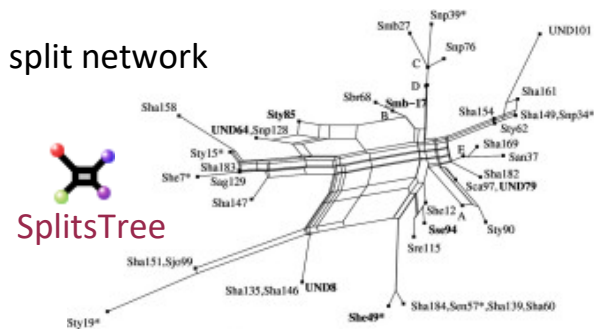 split network
SplitsTree
Snp39*
Smb27
Snp76
C
D
UND101
Sbr68
Smb-17
B
Sty85
Sha158
UND64,Snp128
Sha161
Sha154
Sha149,Snp34*
Sty62
Sty15*
Sha183
She7*
Sag129
Sha147
E
Sha169
San37
Sha182
Sca97,UND79
She12
A
Sse94
Sty90
Sre115
Sha151,Sjo99
Sha135,Sha146
UND8
Sty19*
She49*
Sha184,Sen57*,Sha139,Sha60